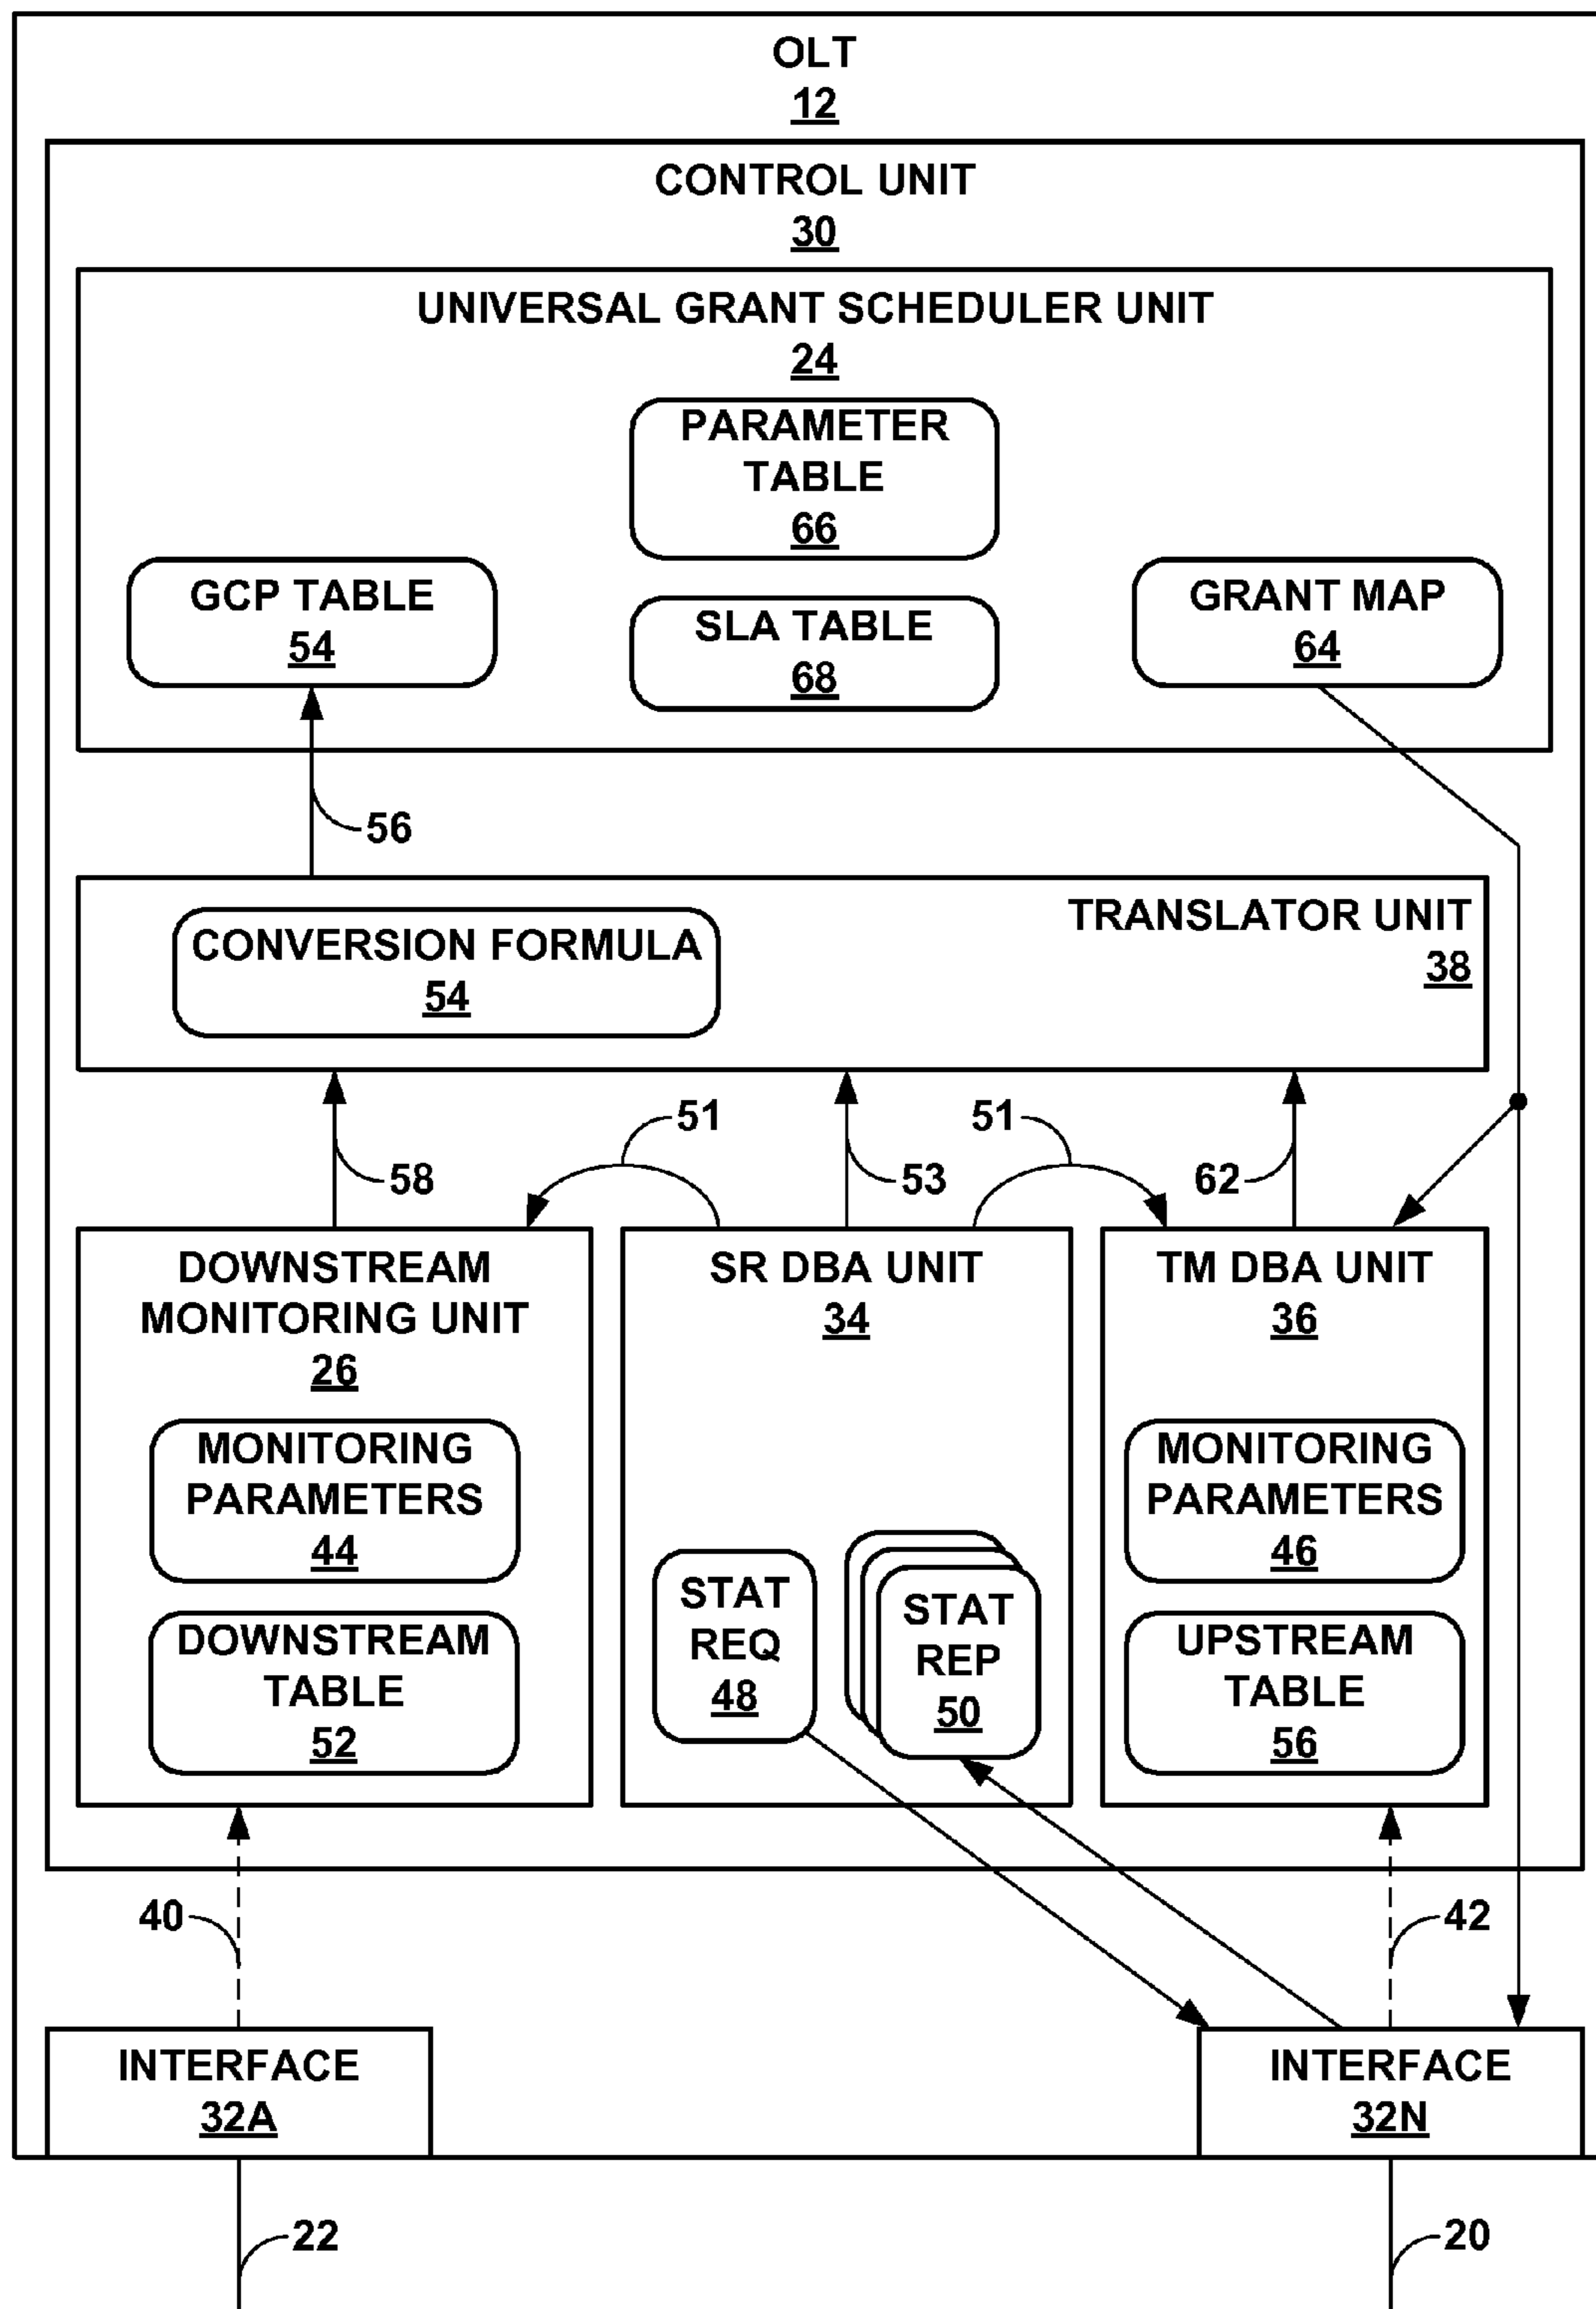 OLT
12
CONTROL UNIT
30
UNIVERSAL GRANT SCHEDULER UNIT
24
PARAMETER
TABLE
66
GCP TABLE
54
SLA TABLE
68
GRANT MAP
64
56
CONVERSION FORMULA
54
TRANSLATOR UNIT
38
58
51
53
51
62
DOWNSTREAM
MONITORING UNIT
26
MONITORING
PARAMETERS
44
DOWNSTREAM
TABLE
52
SR DBA UNIT
34
STAT
REQ
48
STAT
REP
50
TM DBA UNIT
36
MONITORING
PARAMETERS
46
UPSTREAM
TABLE
56
40
42
INTERFACE
32A
INTERFACE
32N
22
20